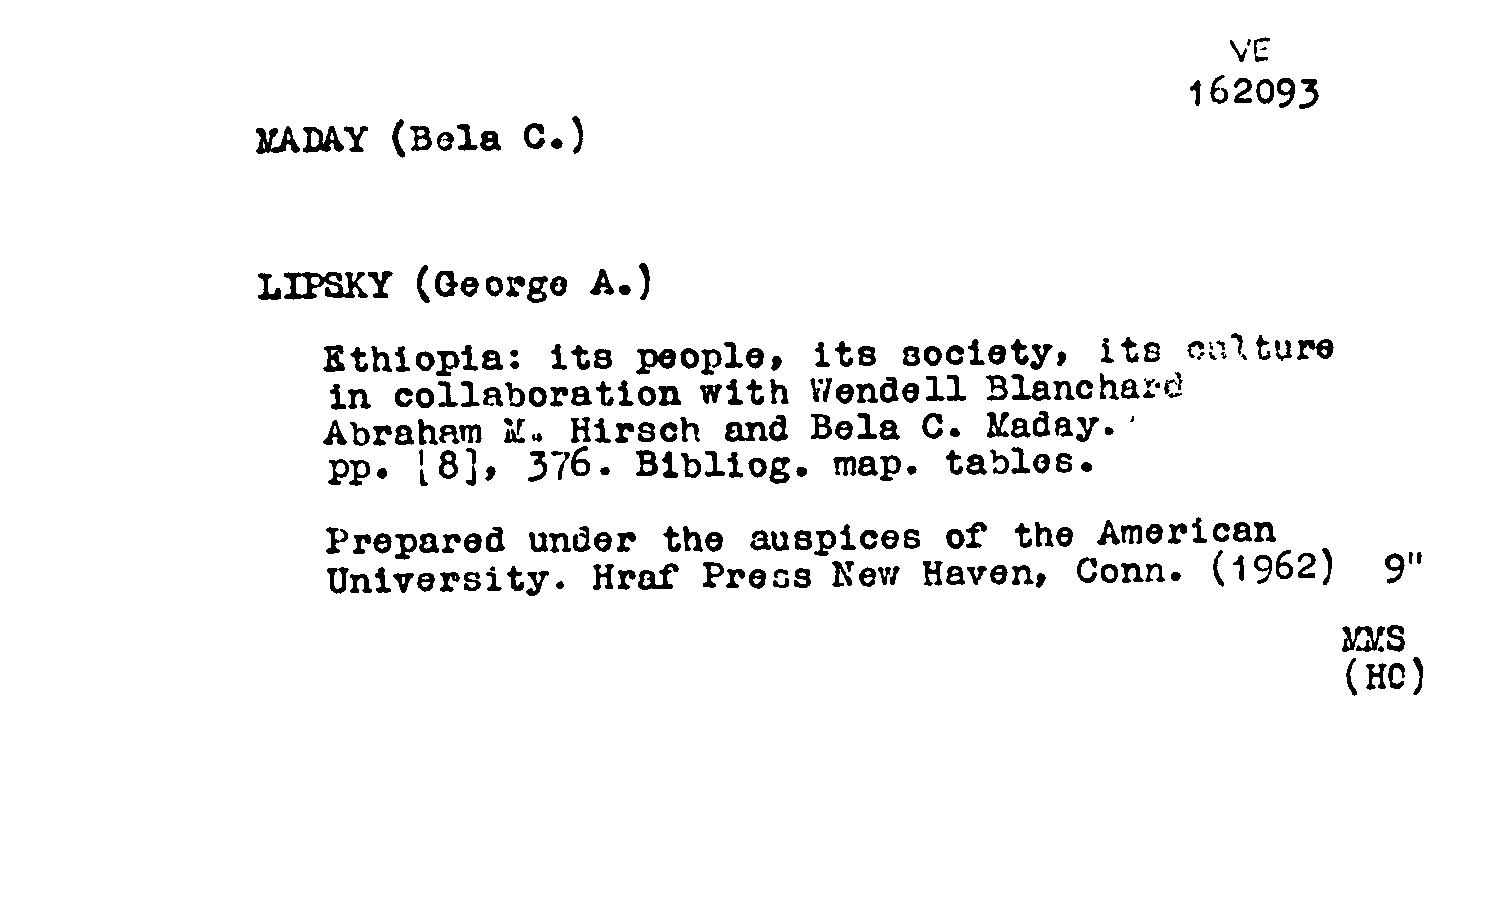 VE
162093
MADAY (Bela C.)
LIPSKY (George A.)
Ethiopia: its people, its society, its culture
in collaboration with Wendell Blanchard
Abraham M. Hirsch and Bela C. Maday.
pp. [8], 376. Bibliog. map. tables.
Prepared under the auspices of the American
University. Hraf Press New Haven, Conn. (1962) 9"
MMS
(HC)